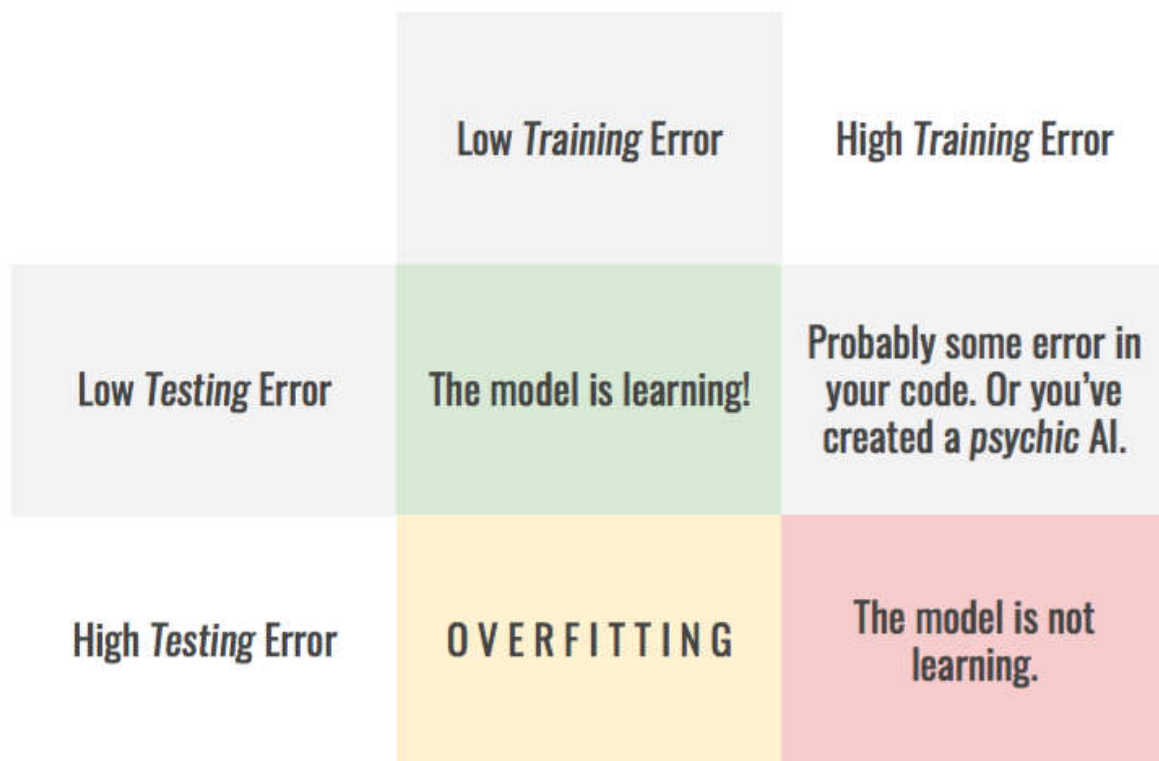 Low Training Error
High Training Error
Low Testing Error
The model is learning!
Probably some error in
your code. Or you’ve
created a psychic AI.
High Testing Error
OVERFITTING
The model is not
learning.